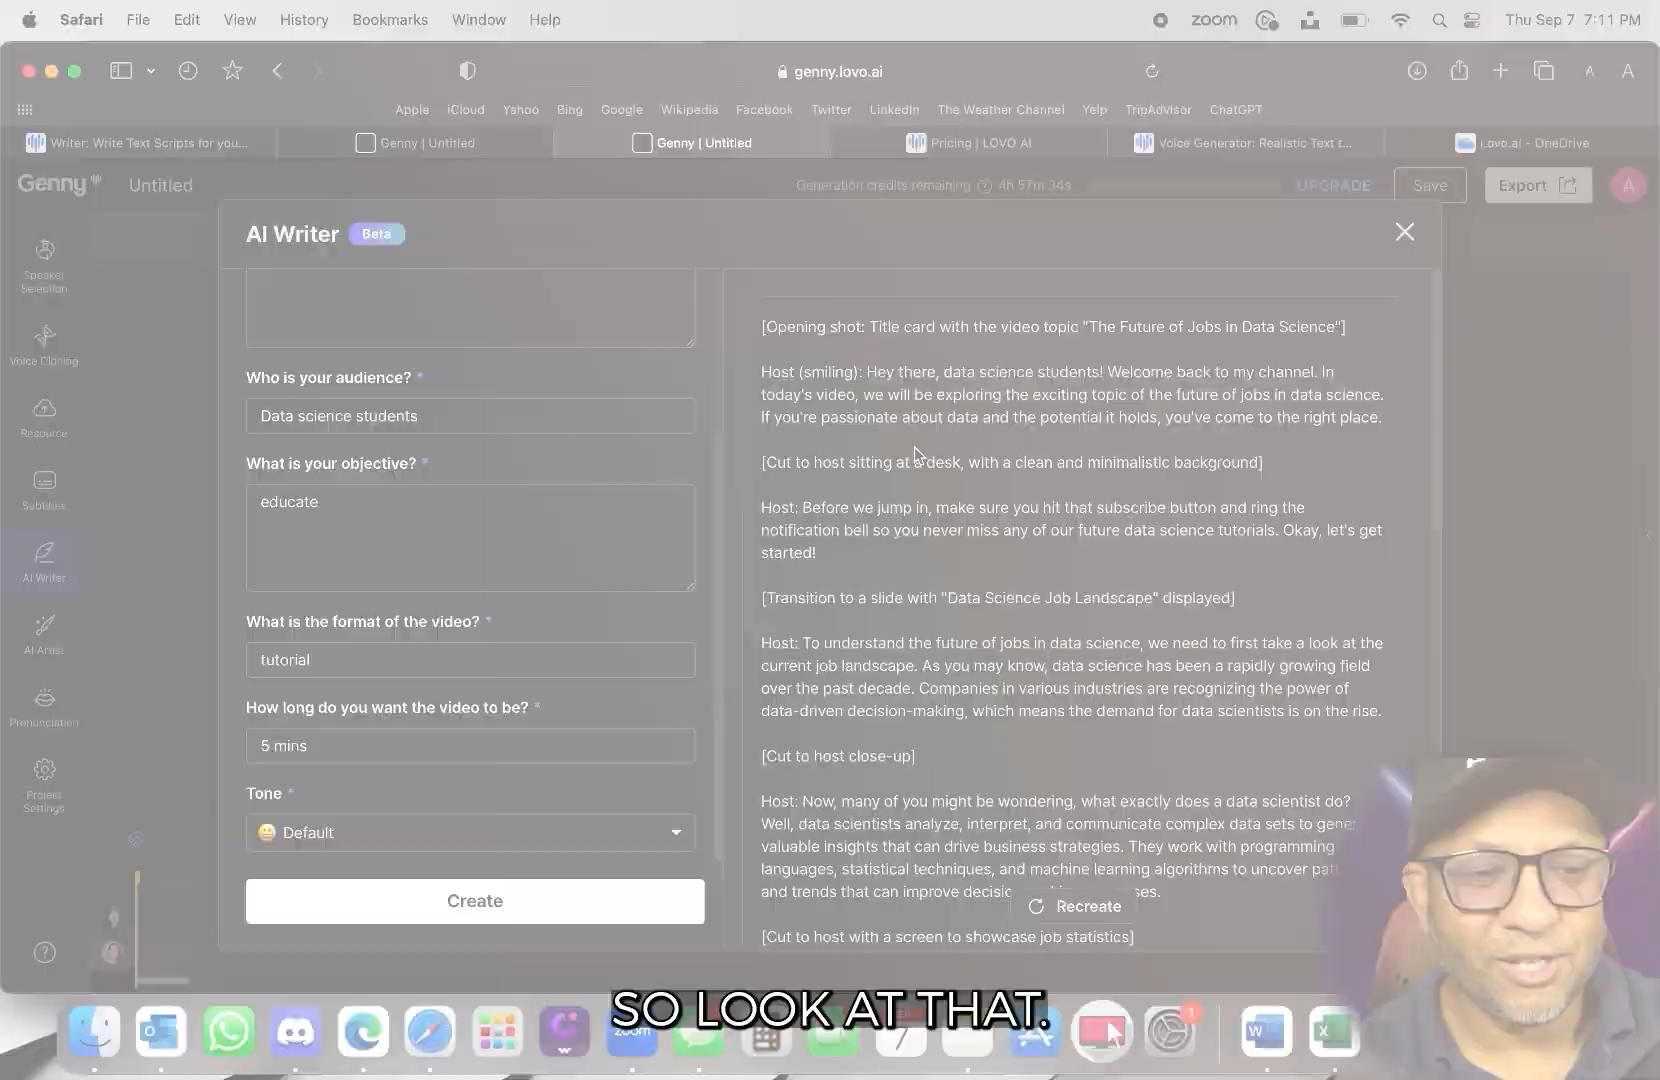 Safari File Edit View History Bookmarks Window Help zoom Thu Sep 7 7:11 PM
genny.lovo.ai A A
Apple iCloud Yahoo Bing Google Wikipedia Facebook Twitter LinkedIn The Weather Channel Yelp TripAdvisor ChatGPT
Writer: Write Text Scripts for you... Genny | Untitled Genny | Untitled Pricing | LOVO AI Voice Generator: Realistic Text t... Lovo.ai - OneDrive
Genny Untitled Generation credits remaining 4h 57m 34s UPGRADE Save Export A
AI Writer Beta
Speaker
Selection
Voice Cloning
Resource
Subtitles
AI Writer
AI Artist
Pronunciation
Project
Settings
Who is your audience? *
Data science students
What is your objective? *
educate
What is the format of the video? *
tutorial
How long do you want the video to be? *
5 mins
Tone *
Default
Create
[Opening shot: Title card with the video topic "The Future of Jobs in Data Science"]
Host (smiling): Hey there, data science students! Welcome back to my channel. In
today's video, we will be exploring the exciting topic of the future of jobs in data science.
If you're passionate about data and the potential it holds, you've come to the right place.
[Cut to host sitting at desk, with a clean and minimalistic background]
Host: Before we jump in, make sure you hit that subscribe button and ring the
notification bell so you never miss any of our future data science tutorials. Okay, let's get
started!
[Transition to a slide with "Data Science Job Landscape" displayed]
Host: To understand the future of jobs in data science, we need to first take a look at the
current job landscape. As you may know, data science has been a rapidly growing field
over the past decade. Companies in various industries are recognizing the power of
data-driven decision-making, which means the demand for data scientists is on the rise.
[Cut to host close-up]
Host: Now, many of you might be wondering, what exactly does a data scientist do?
Well, data scientists analyze, interpret, and communicate complex data sets to gene
valuable insights that can drive business strategies. They work with programming
languages, statistical techniques, and machine learning algorithms to uncover pat
and trends that can improve decisio ses.
Recreate
[Cut to host with a screen to showcase job statistics]
SO LOOK AT THAT.
zoom 7 1 W X